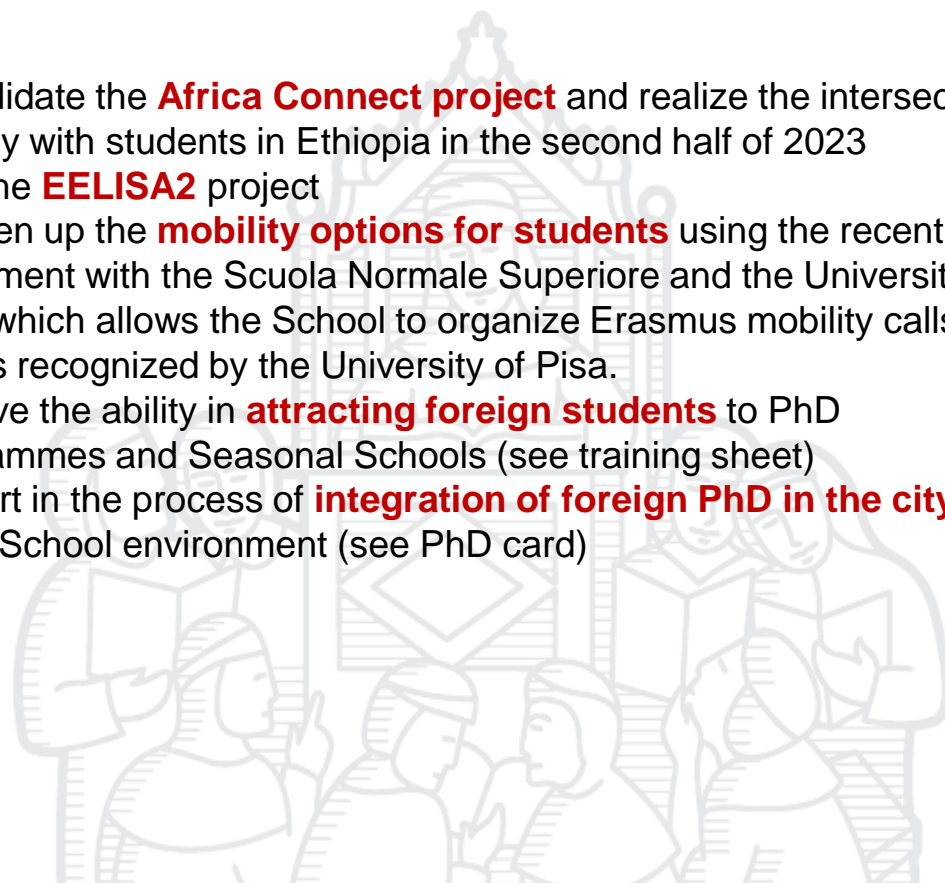 lidate the Africa Connect project and realize the intersec
y with students in Ethiopia in the second half of 2023
he EELISA2 project
en up the mobility options for students using the recent
ment with the Scuola Normale Superiore and the Universit
which allows the School to organize Erasmus mobility calls
s recognized by the University of Pisa.
ve the ability in attracting foreign students to PhD
ammes and Seasonal Schools (see training sheet)
rt in the process of integration of foreign PhD in the city
School environment (see PhD card)